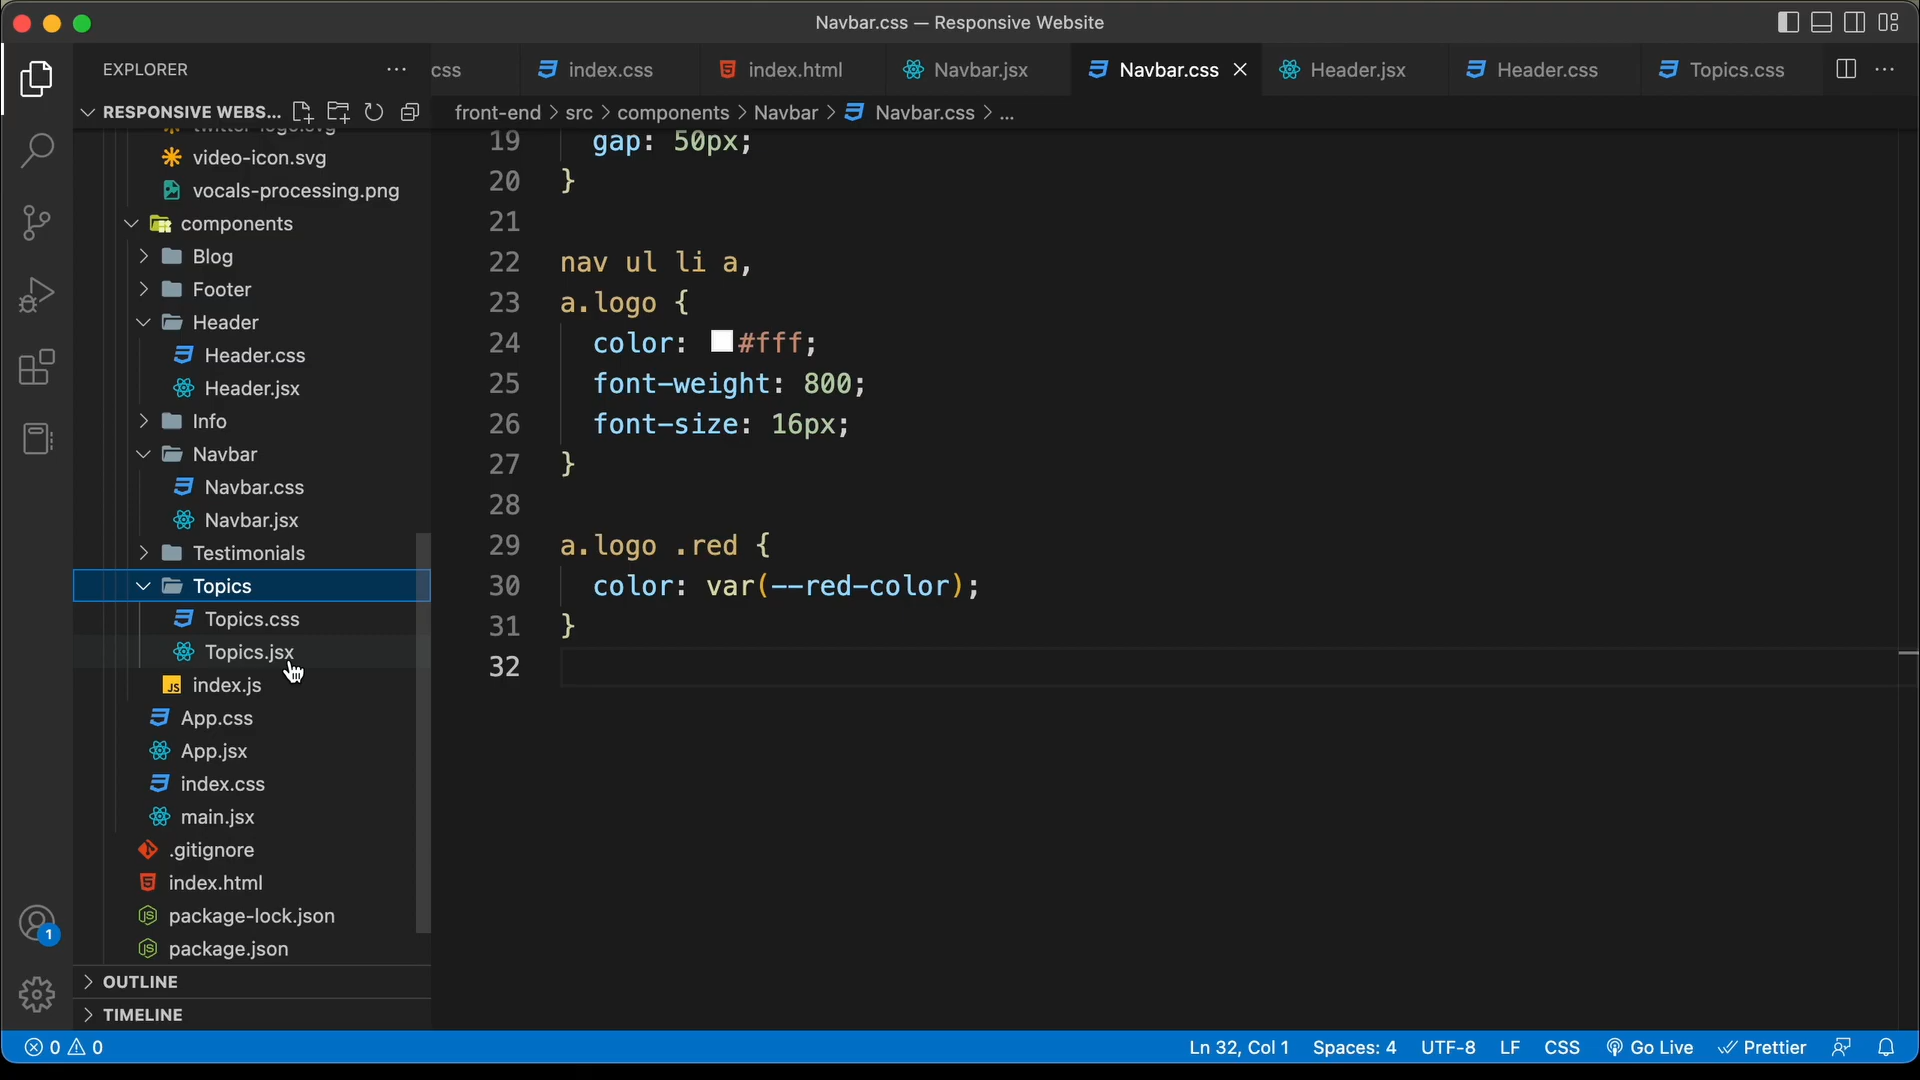 Navbar.css — Responsive Website
EXPLORER
css
index.css
index.html
Navbar.jsx
Navbar.css
Header.jsx
Header.css
Topics.css
RESPONSIVE WEBS...
front-end > src > components > Navbar > Navbar.css > ...
twitter-logo.svg
video-icon.svg
vocals-processing.png
components
Blog
Footer
Header
Header.css
Header.jsx
Info
Navbar
Navbar.css
Navbar.jsx
Testimonials
Topics
Topics.css
Topics.jsx
index.js
App.css
App.jsx
index.css
main.jsx
.gitignore
index.html
package-lock.json
package.json
OUTLINE
TIMELINE
19 gap: 50px;
20 }
21
22 nav ul li a,
23 a.logo {
24 color: #fff;
25 font-weight: 800;
26 font-size: 16px;
27 }
28
29 a.logo .red {
30 color: var(--red-color);
31 }
32
1
0 0
Ln 32, Col 1
Spaces: 4
UTF-8
LF
CSS
Go Live
Prettier